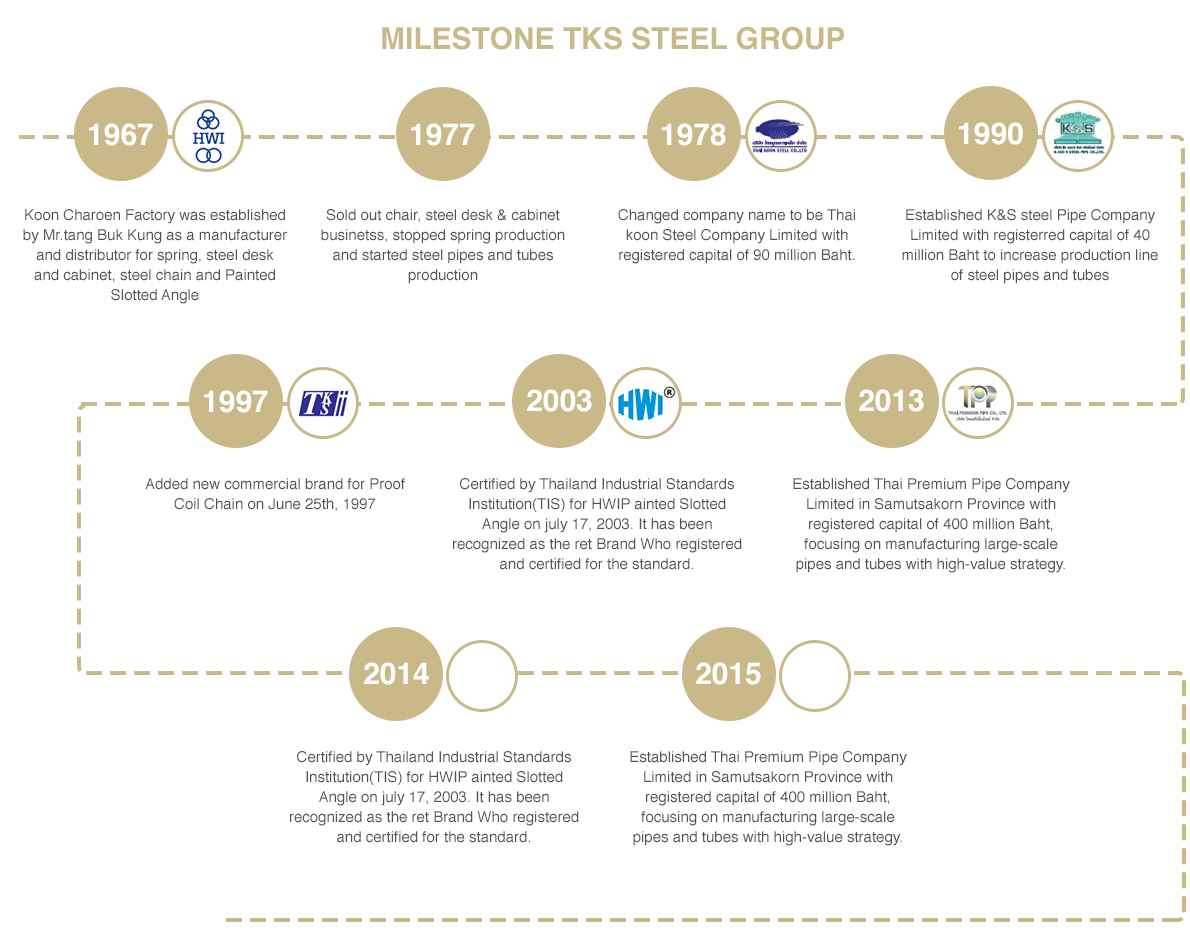 MILESTONE TKS STEEL GROUP
1967
HWI
1977
1978
THAI KOON STEEL CO.,LTD
1990
K&S
K AND S STEEL PIPE CO.,LTD.
Koon Charoen Factory was established
by Mr.tang Buk Kung as a manufacturer
and distributor for spring, steel desk
and cabinet, steel chain and Painted
Slotted Angle
Sold out chair, steel desk & cabinet
businetss, stopped spring production
and started steel pipes and tubes
production
Changed company name to be Thai
koon Steel Company Limited with
registered capital of 90 million Baht.
Established K&S steel Pipe Company
Limited with registerred capital of 40
million Baht to increase production line
of steel pipes and tubes
1997
TKSii
2003
HWI®
2013
TPP
THAI PREMIUM PIPE CO., LTD.
Added new commercial brand for Proof
Coil Chain on June 25th, 1997
Certified by Thailand Industrial Standards
Institution(TIS) for HWIP ainted Slotted
Angle on july 17, 2003. It has been
recognized as the ret Brand Who registered
and certified for the standard.
Established Thai Premium Pipe Company
Limited in Samutsakorn Province with
registered capital of 400 million Baht,
focusing on manufacturing large-scale
pipes and tubes with high-value strategy.
2014
2015
Certified by Thailand Industrial Standards
Institution(TIS) for HWIP ainted Slotted
Angle on july 17, 2003. It has been
recognized as the ret Brand Who registered
and certified for the standard.
Established Thai Premium Pipe Company
Limited in Samutsakorn Province with
registered capital of 400 million Baht,
focusing on manufacturing large-scale
pipes and tubes with high-value strategy.